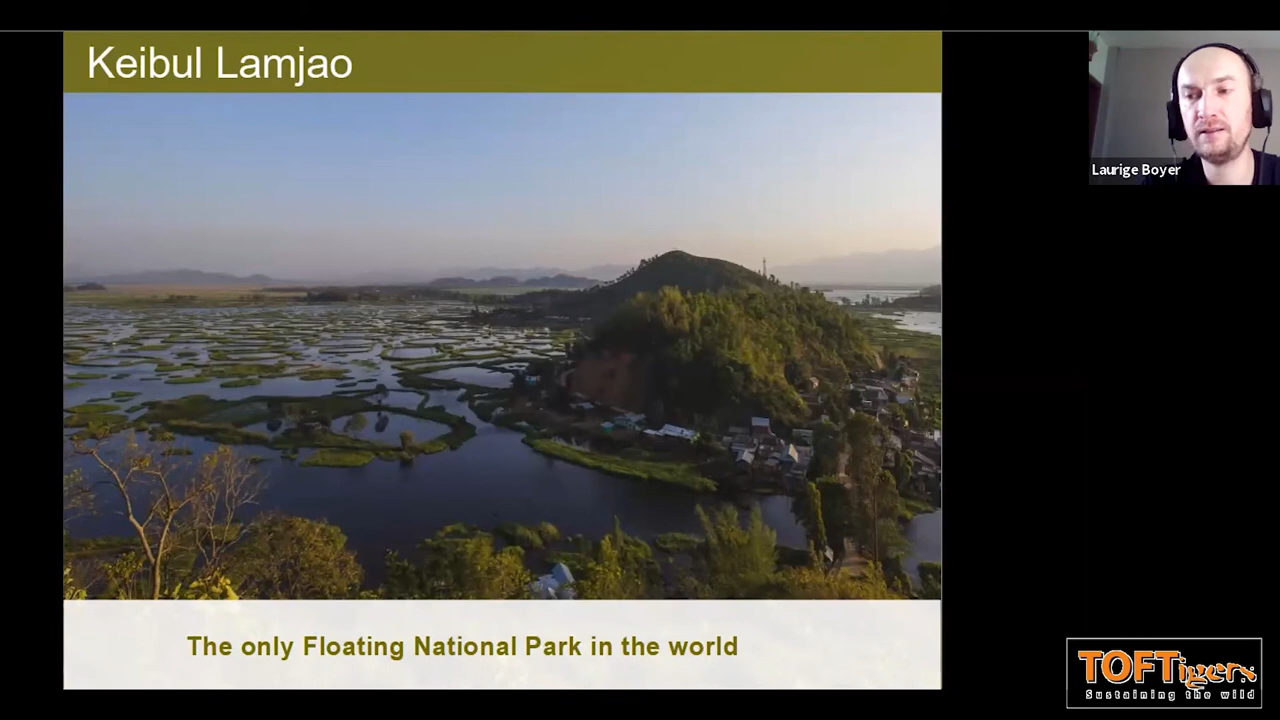 Keibul Lamjao
Laurige Boyer
The only Floating National Park in the world
TOFTigers
Sustaining the wild